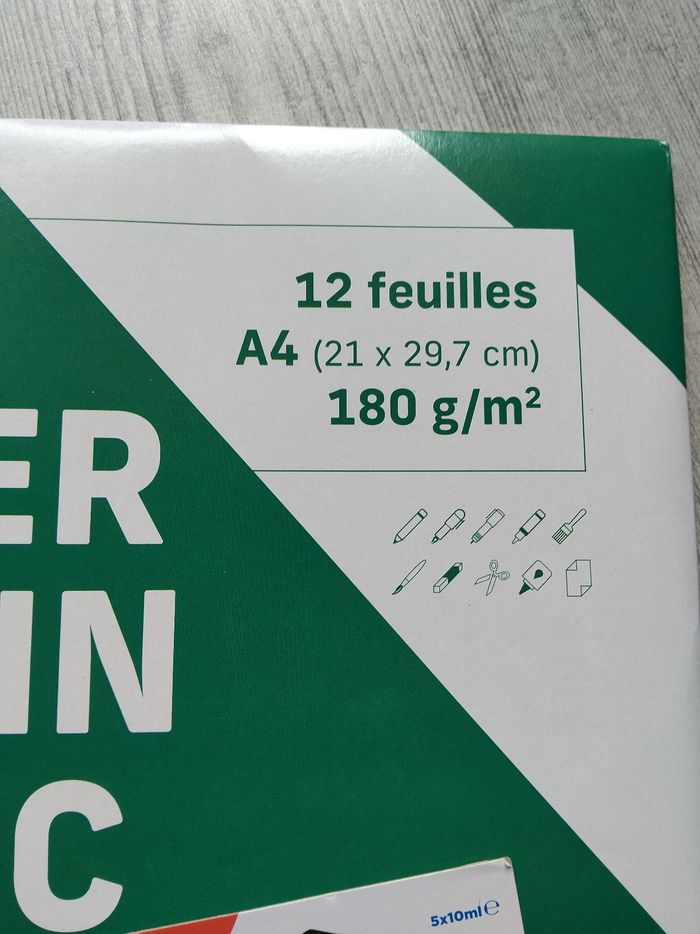 12 feuilles
A4 (21 x 29,7 cm)
180 g/m²
ER
IN
C
5x10ml ℮